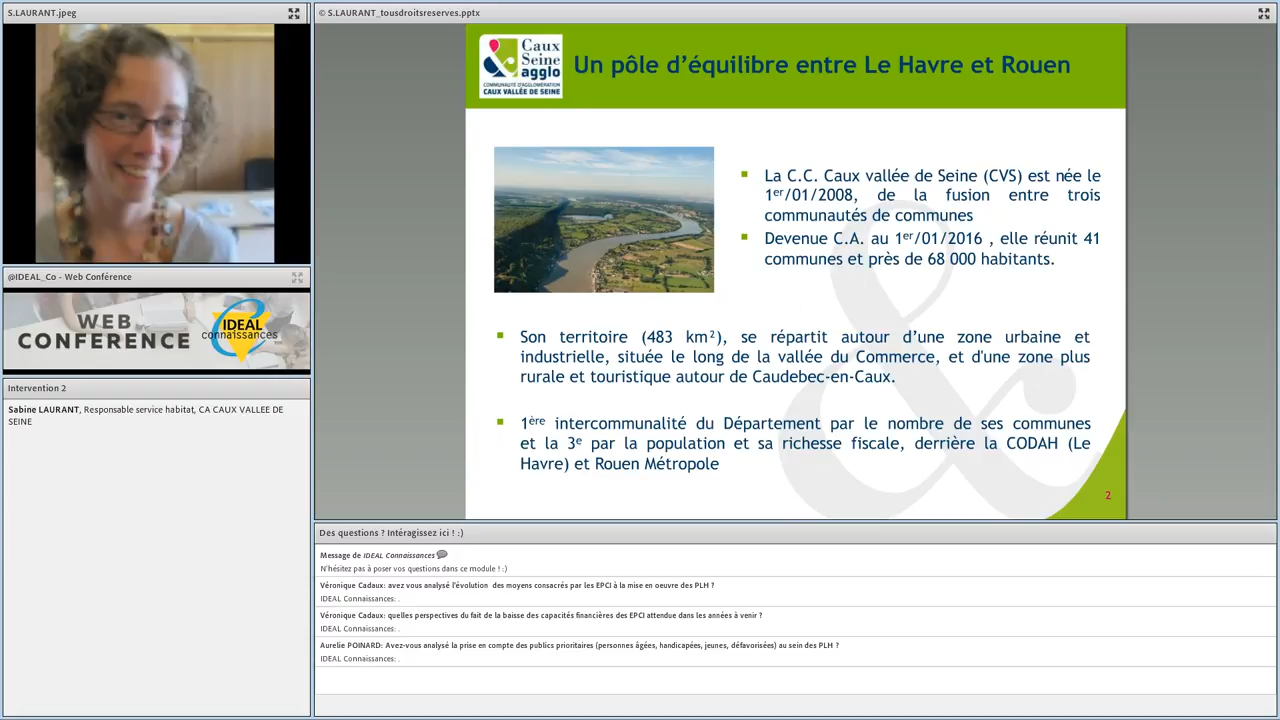 S.LAURANT.jpeg
@IDEAL_Co - Web Conférence
WEB
CONFERENCE
IDEAL
connaissances
Intervention 2
Sabine LAURANT, Responsable service habitat, CA CAUX VALLEE DE
SEINE
© S.LAURANT_tousdroitsreserves.pptx
Caux
Seine
agglo
COMMUNAUTÉ D'AGGLOMÉRATION
CAUX VALLÉE DE SEINE
Un pôle d’équilibre entre Le Havre et Rouen
▪ La C.C. Caux vallée de Seine (CVS) est née le
1er/01/2008, de la fusion entre trois
communautés de communes
▪ Devenue C.A. au 1er/01/2016 , elle réunit 41
communes et près de 68 000 habitants.
▪ Son territoire (483 km²), se répartit autour d’une zone urbaine et
industrielle, située le long de la vallée du Commerce, et d'une zone plus
rurale et touristique autour de Caudebec-en-Caux.
▪ 1ère intercommunalité du Département par le nombre de ses communes
et la 3e par la population et sa richesse fiscale, derrière la CODAH (Le
Havre) et Rouen Métropole
2
Des questions ? Intéragissez ici ! :)
Message de IDEAL Connaissances
N'hésitez pas à poser vos questions dans ce module ! :)
Véronique Cadaux: avez vous analysé l'évolution des moyens consacrés par les EPCI à la mise en oeuvre des PLH ?
IDEAL Connaissances: .
Véronique Cadaux: quelles perspectives du fait de la baisse des capacités financières des EPCI attendue dans les années à venir ?
IDEAL Connaissances: .
Aurelie POINARD: Avez-vous analysé la prise en compte des publics prioritaires (personnes âgées, handicapées, jeunes, défavorisées) au sein des PLH ?
IDEAL Connaissances: .